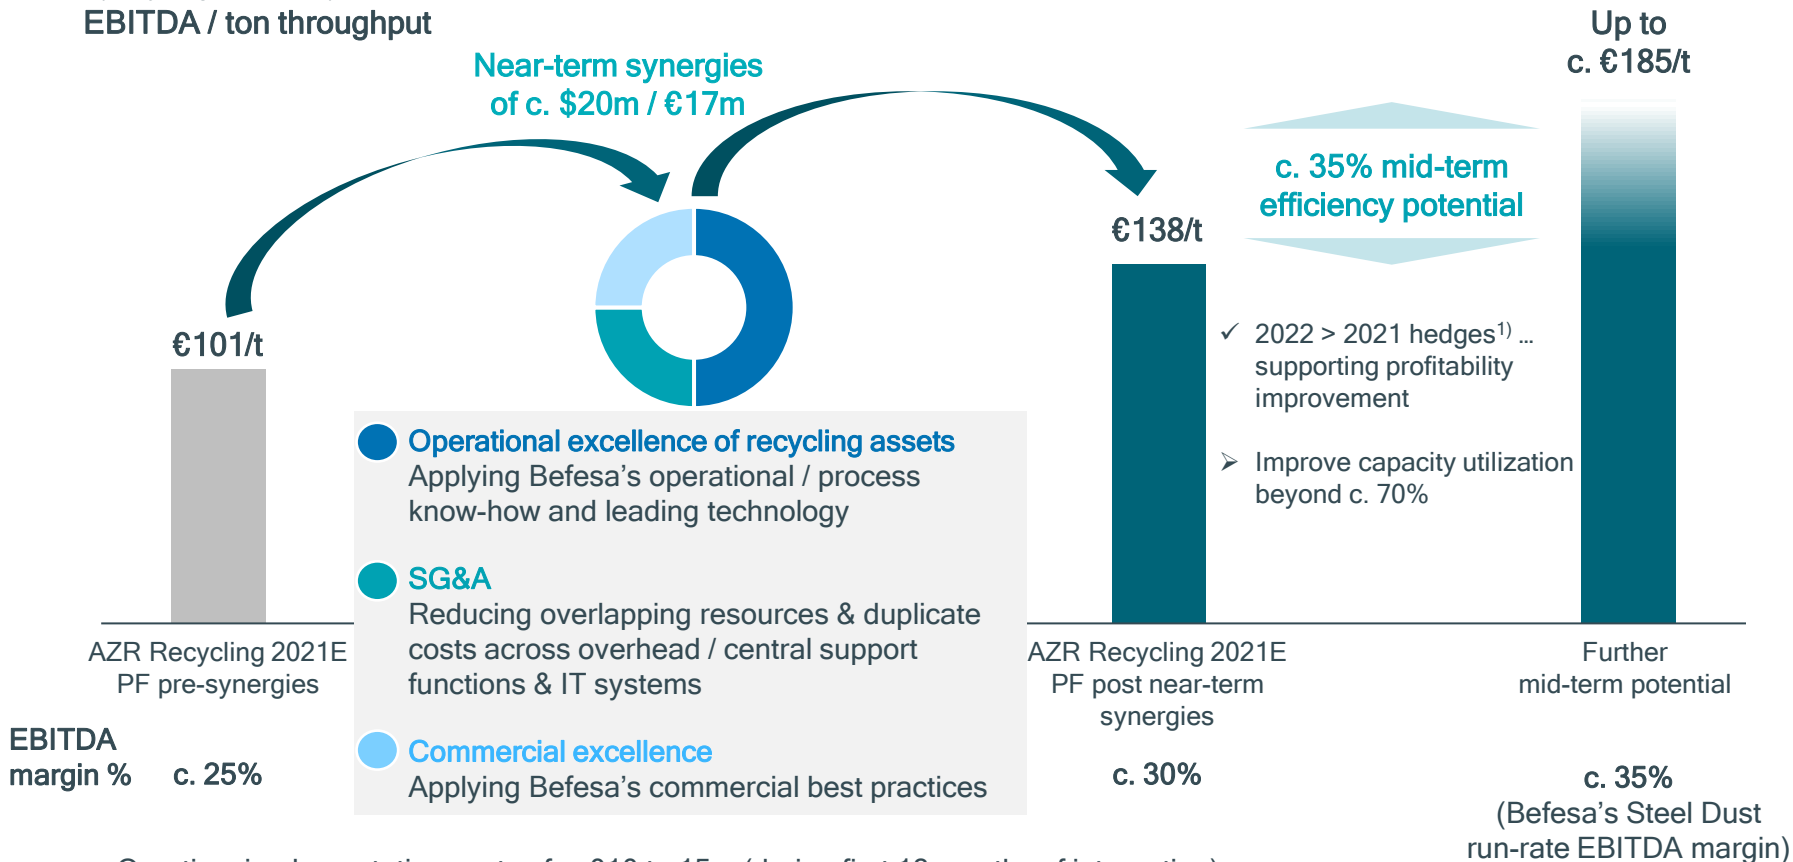 EBITDA / ton throughput
Near-term synergies
of c. $20m / €17m
Up to
c. €185/t
c. 35% mid-term
efficiency potential
€138/t
€101/t
✓ 2022 > 2021 hedges1) ...
supporting profitability
improvement
➢ Improve capacity utilization
beyond c. 70%
Operational excellence of recycling assets
Applying Befesa’s operational / process
know-how and leading technology
SG&A
Reducing overlapping resources & duplicate
costs across overhead / central support
functions & IT systems
Commercial excellence
Applying Befesa’s commercial best practices
AZR Recycling 2021E
PF pre-synergies
AZR Recycling 2021E
PF post near-term
synergies
Further
mid-term potential
EBITDA
margin %
c. 25%
c. 30%
c. 35%
(Befesa’s Steel Dust
run-rate EBITDA margin)